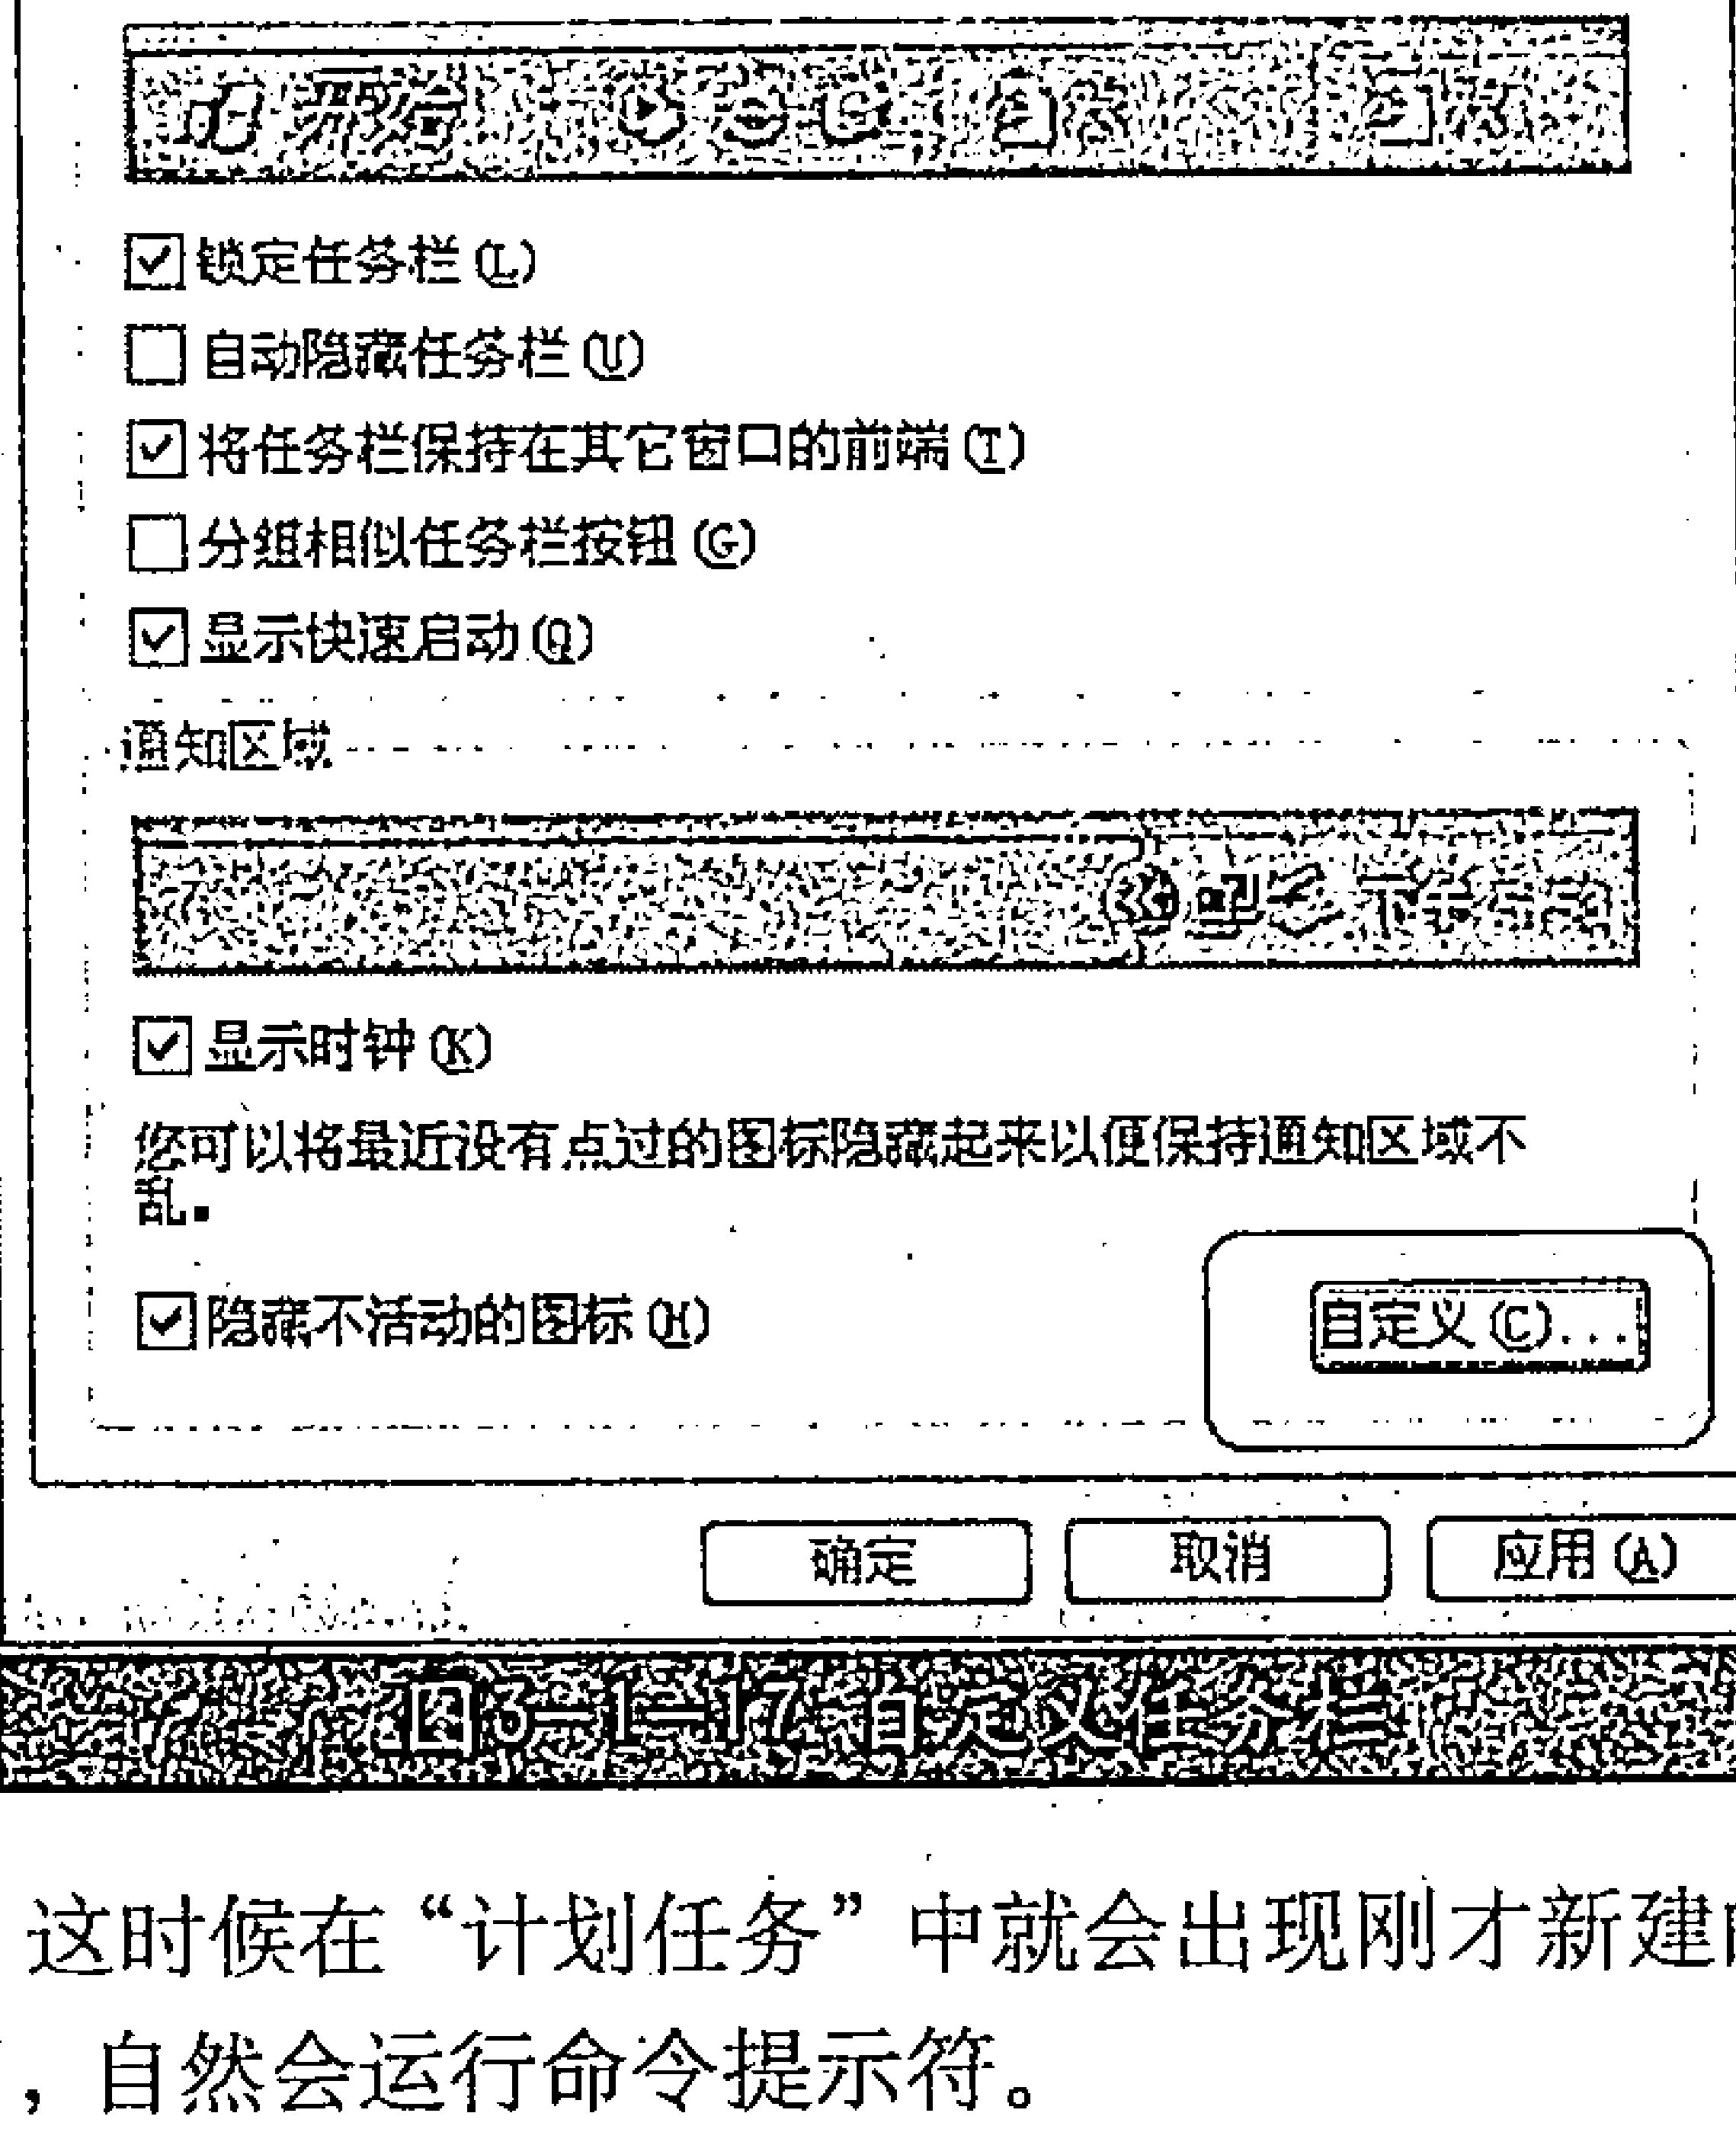 开始
锁定任务栏(L)
自动隐藏任务栏(U)
将任务栏保持在其它窗口的前端(T)
分组相似任务栏按钮(G)
显示快速启动(Q)
通知区域
显示时钟(K)
您可以将最近没有点过的图标隐藏起来以便保持通知区域不
乱。
隐藏不活动的图标(H)
自定义(C)...
确定 取消 应用(A)
图3-1-17 自定义任务栏
这时候在“计划任务”中就会出现刚才新建
，自然会运行命令提示符。